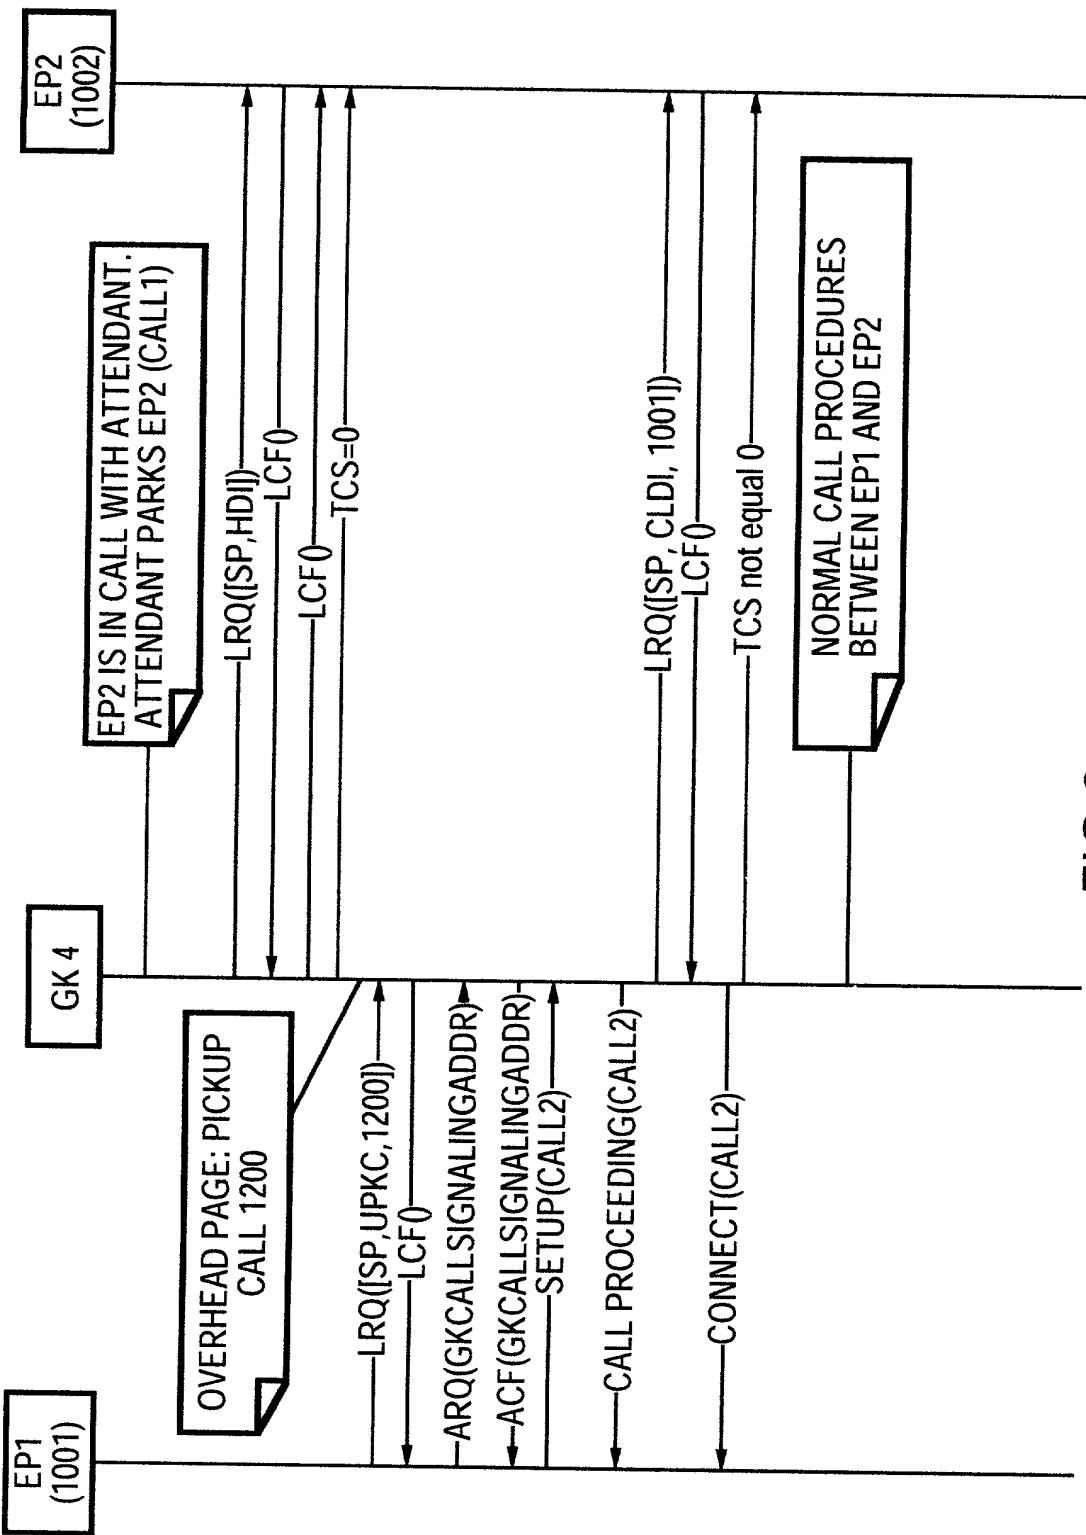 EP1
(1001)
GK 4
EP2
(1002)
EP2 IS IN CALL WITH ATTENDANT.
ATTENDANT PARKS EP2 (CALL1)
LRQ([SP,HDI])
LCF()
LCF()
TCS=0
OVERHEAD PAGE: PICKUP
CALL 1200
LRQ([SP,UPKC,1200])
LCF()
ARQ(GKCALLSIGNALINGADDR)
ACF(GKCALLSIGNALINGADDR)
SETUP(CALL2)
CALL PROCEEDING(CALL2)
LRQ([SP, CLDI, 1001])
LCF()
CONNECT(CALL2)
TCS not equal 0
NORMAL CALL PROCEDURES
BETWEEN EP1 AND EP2